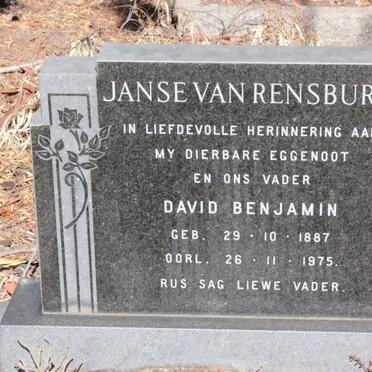 JANSE VAN RENSBUR
IN LIEFDEVOLLE HERINNERING AAN
MY DIERBARE EGGENOOT
EN ONS VADER
DAVID BENJAMIN
GEB. 29 · 10 · 1887
OORL. 26 · 11 · 1975.
RUS SAG LIEWE VADER.